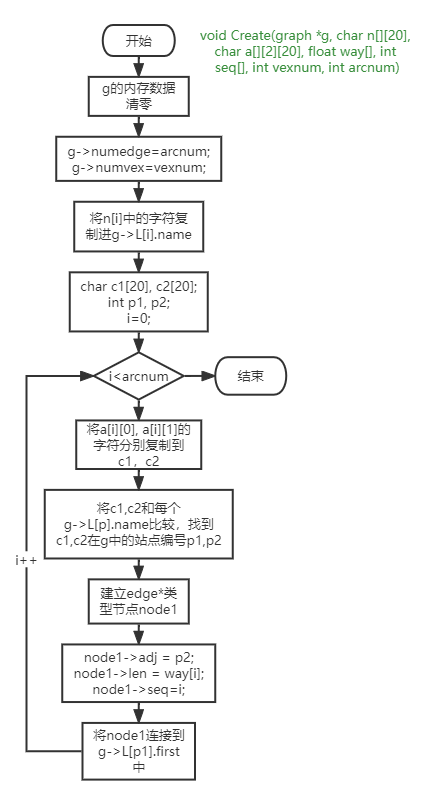 开始
void Create(graph *g, char n[][20],
char a[][2][20], float way[], int
seq[], int vexnum, int arcnum)
g的内存数据
清零
g->numedge=arcnum;
g->numvex=vexnum;
将n[i]中的字符复
制进g->L[i].name
char c1[20], c2[20];
int p1, p2;
i=0;
i<arcnum
结束
将a[i][0], a[i][1]的
字符分别复制到
c1，c2
将c1,c2和每个
g->L[p].name比较，找到
c1,c2在g中的站点编号p1,p2
i++
建立edge*类
型节点node1
node1->adj = p2;
node1->len = way[i];
node1->seq=i;
将node1连接到
g->L[p1].first
中